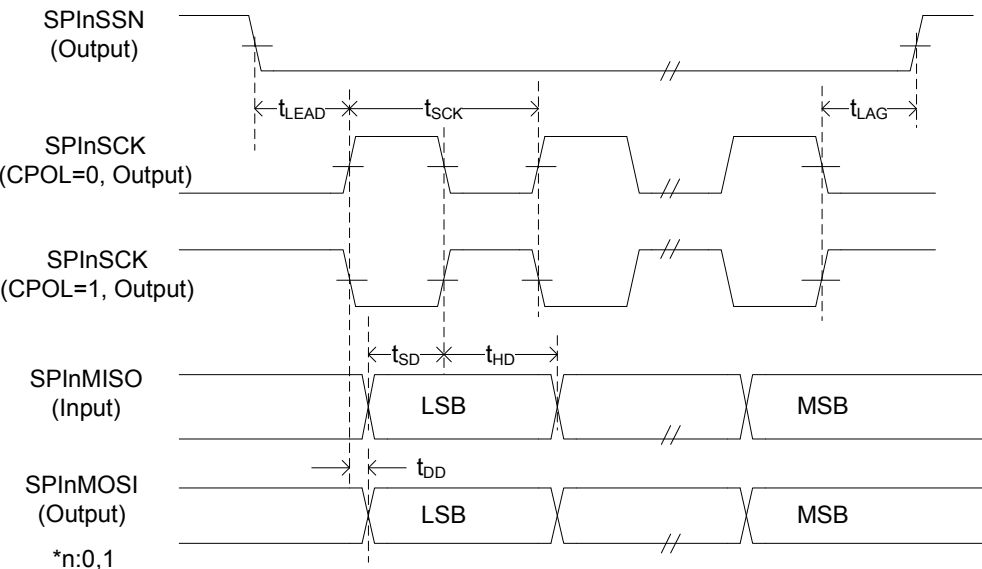 SPInSSN
(Output)
tLEAD
tSCK
tLAG
SPInSCK
(CPOL=0, Output)
SPInSCK
(CPOL=1, Output)
tSD
tHD
SPInMISO
(Input)
LSB
MSB
tDD
SPInMOSI
(Output)
LSB
MSB
*n:0,1